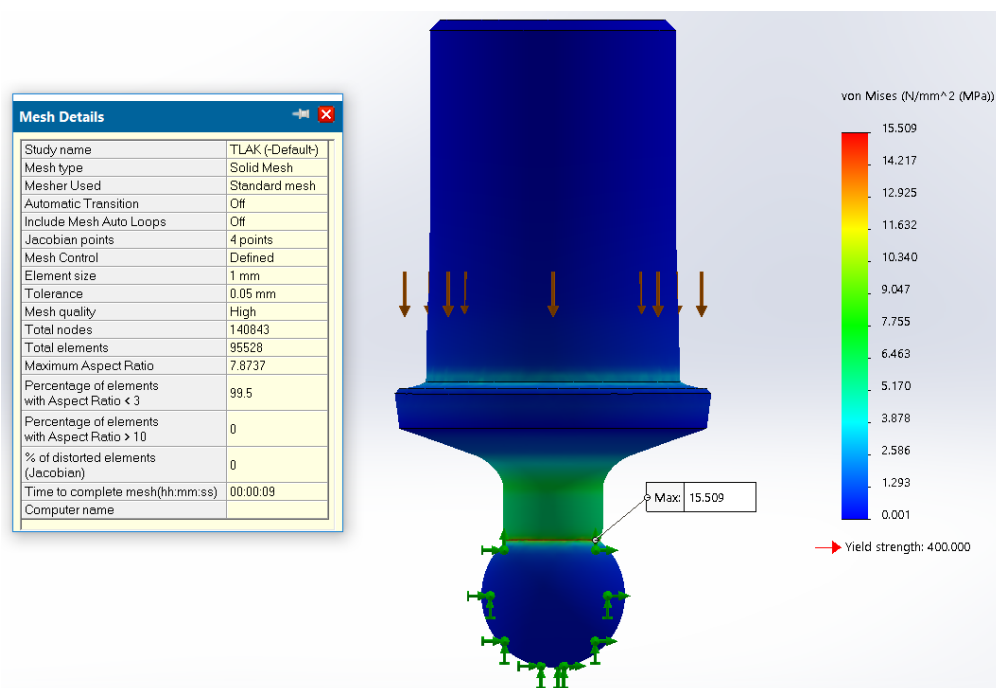 Mesh Details
Study name TLAK (-Default-)
Mesh type Solid Mesh
Mesher Used Standard mesh
Automatic Transition Off
Include Mesh Auto Loops Off
Jacobian points 4 points
Mesh Control Defined
Element size 1 mm
Tolerance 0.05 mm
Mesh quality High
Total nodes 140843
Total elements 95528
Maximum Aspect Ratio 7.8737
Percentage of elements
with Aspect Ratio < 3 99.5
Percentage of elements
with Aspect Ratio > 10 0
% of distorted elements
(Jacobian) 0
Time to complete mesh(hh:mm:ss) 00:00:09
Computer name
Max: 15.509
von Mises (N/mm^2 (MPa))
15.509
14.217
12.925
11.632
10.340
9.047
7.755
6.463
5.170
3.878
2.586
1.293
0.001
Yield strength: 400.000